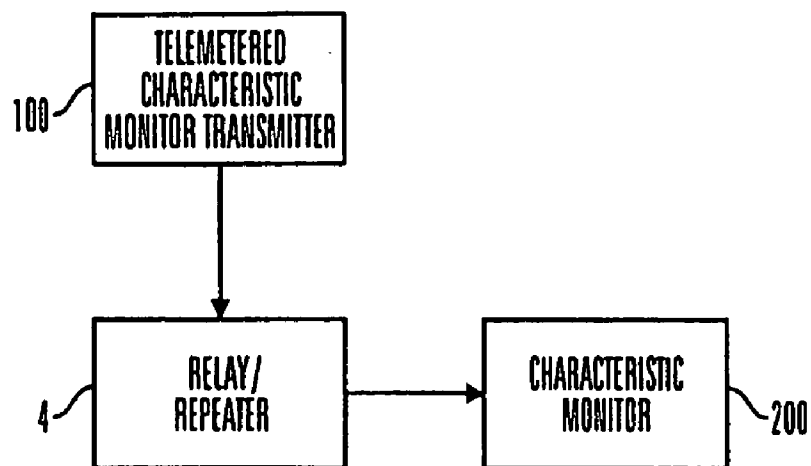 TELEMETERED
CHARACTERISTIC
MONITOR TRANSMITTER
100
RELAY/
REPEATER
4
CHARACTERISTIC
MONITOR
200